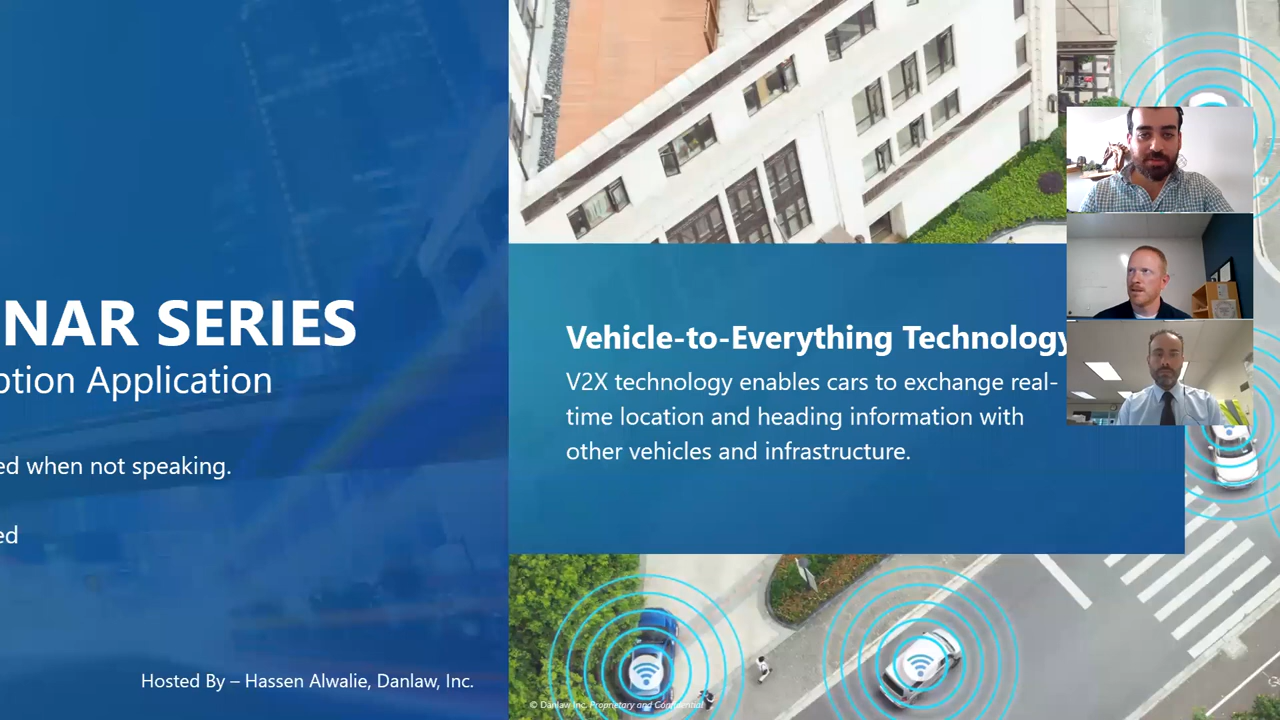 NAR SERIES
ption Application
ed when not speaking.
ed
Hosted By – Hassen Alwalie, Danlaw, Inc.
Vehicle-to-Everything Technology
V2X technology enables cars to exchange real-
time location and heading information with
other vehicles and infrastructure.
© Danlaw Inc. Proprietary and Confidential